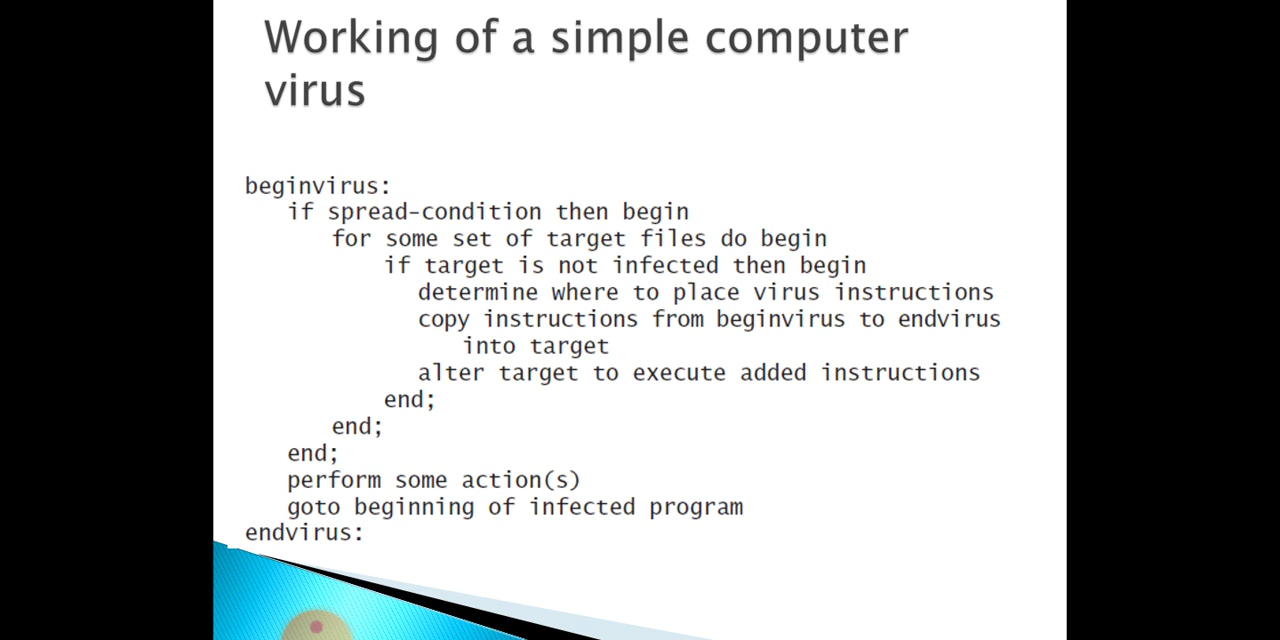 Working of a simple computer
virus
beginvirus:
if spread-condition then begin
for some set of target files do begin
if target is not infected then begin
determine where to place virus instructions
copy instructions from beginvirus to endvirus
into target
alter target to execute added instructions
end;
end;
end;
perform some action(s)
goto beginning of infected program
endvirus: